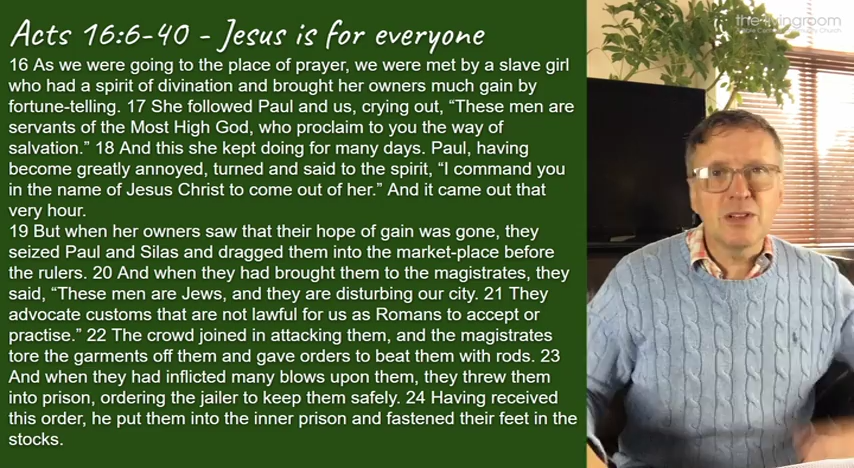 Acts 16:6-40 - Jesus is for everyone
16 As we were going to the place of prayer, we were met by a slave girl
who had a spirit of divination and brought her owners much gain by
fortune-telling. 17 She followed Paul and us, crying out, “These men are
servants of the Most High God, who proclaim to you the way of
salvation.” 18 And this she kept doing for many days. Paul, having
become greatly annoyed, turned and said to the spirit, “I command you
in the name of Jesus Christ to come out of her.” And it came out that
very hour.
19 But when her owners saw that their hope of gain was gone, they
seized Paul and Silas and dragged them into the market-place before
the rulers. 20 And when they had brought them to the magistrates, they
said, “These men are Jews, and they are disturbing our city. 21 They
advocate customs that are not lawful for us as Romans to accept or
practise.” 22 The crowd joined in attacking them, and the magistrates
tore the garments off them and gave orders to beat them with rods. 23
And when they had inflicted many blows upon them, they threw them
into prison, ordering the jailer to keep them safely. 24 Having received
this order, he put them into the inner prison and fastened their feet in the
stocks.
the livingroom
Church